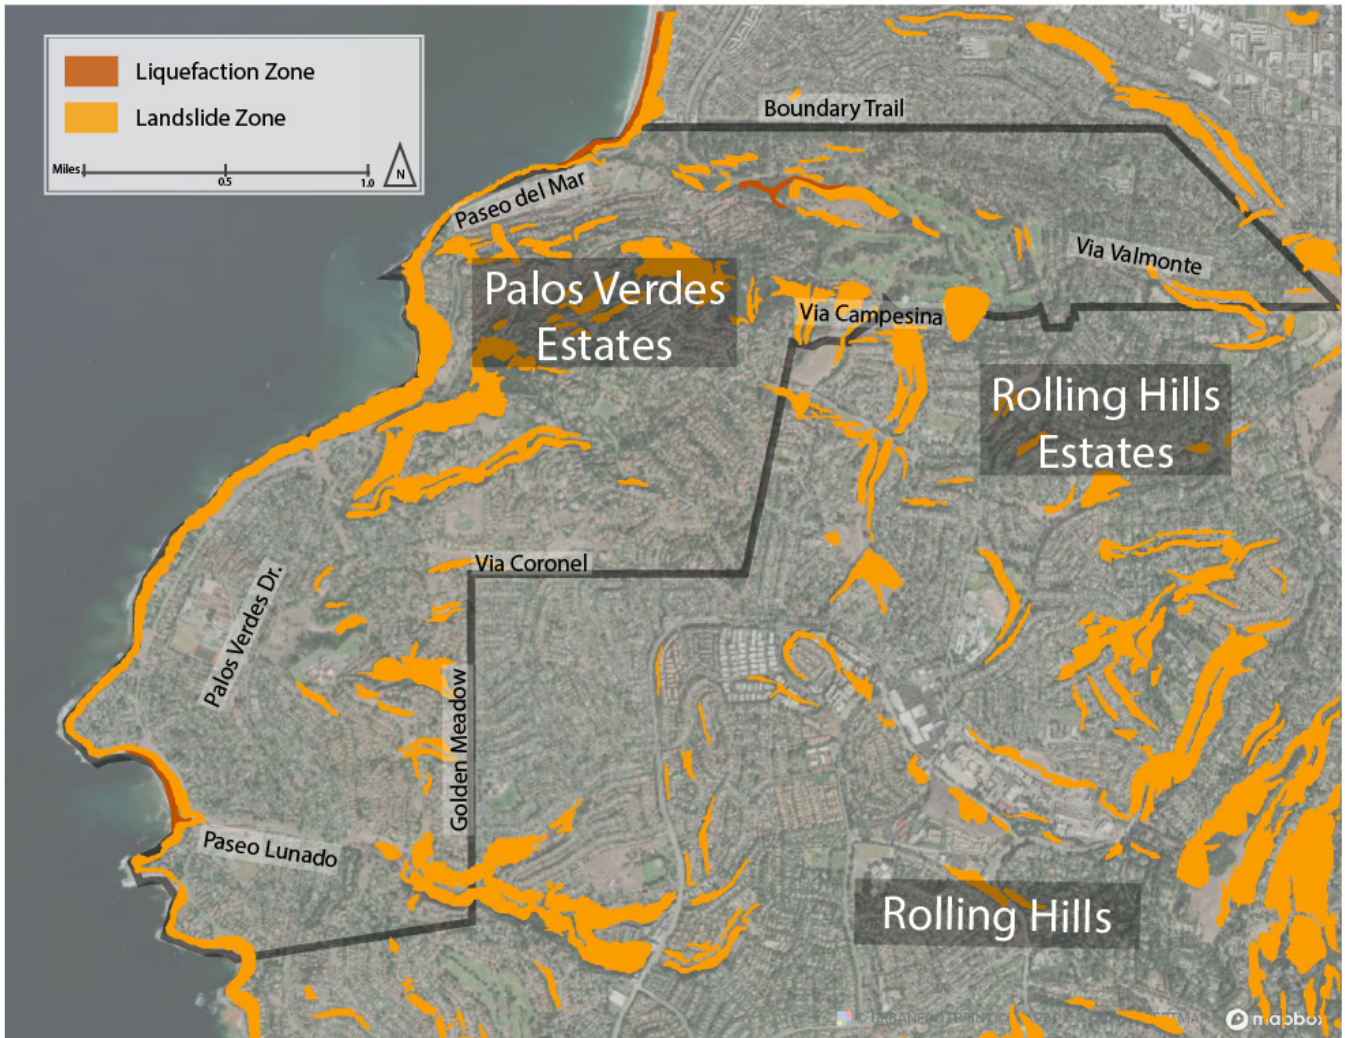 Liquefaction Zone
Landslide Zone
Miles
0.5
1.0
N
Boundary Trail
Paseo del Mar
Via Valmonte
Palos Verdes
Estates
Via Campesina
Rolling Hills
Estates
Via Coronel
Palos Verdes Dr.
Golden Meadow
Paseo Lunado
Rolling Hills
mapbox